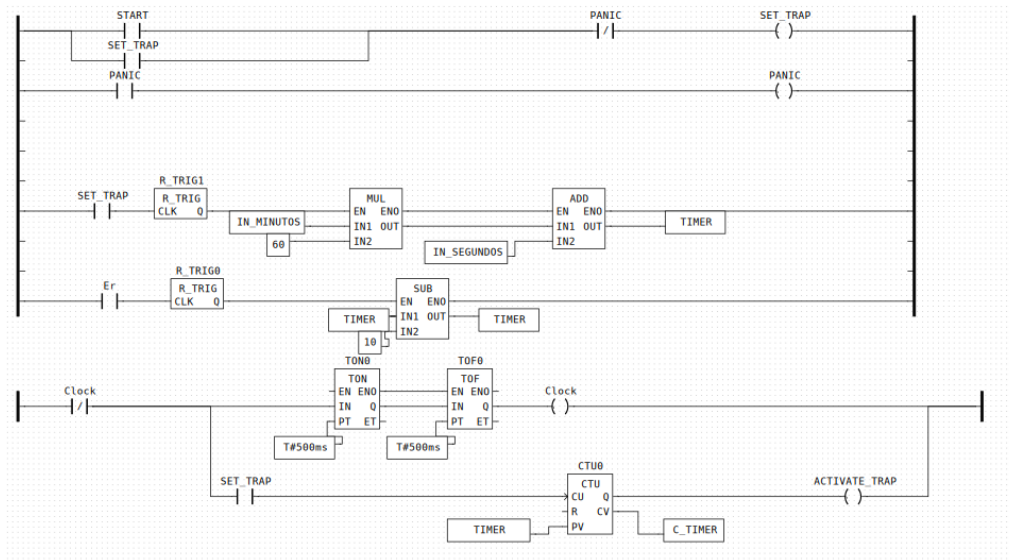 START PANIC SET_TRAP
SET_TRAP
PANIC PANIC
R_TRIG1
SET_TRAP R_TRIG MUL ADD
CLK Q EN ENO EN ENO
IN_MINUTOS IN1 OUT IN1 OUT TIMER
60 IN2 IN2
IN_SEGUNDOS
R_TRIG0
Er R_TRIG SUB
CLK Q EN ENO
TIMER IN1 OUT TIMER
IN2
10
TON0 TOF0
TON TOF
Clock EN ENO EN ENO Clock
IN Q IN Q
PT ET PT ET
T#500ms T#500ms
CTU0
SET_TRAP CTU ACTIVATE_TRAP
CU Q
R CV
TIMER PV C_TIMER